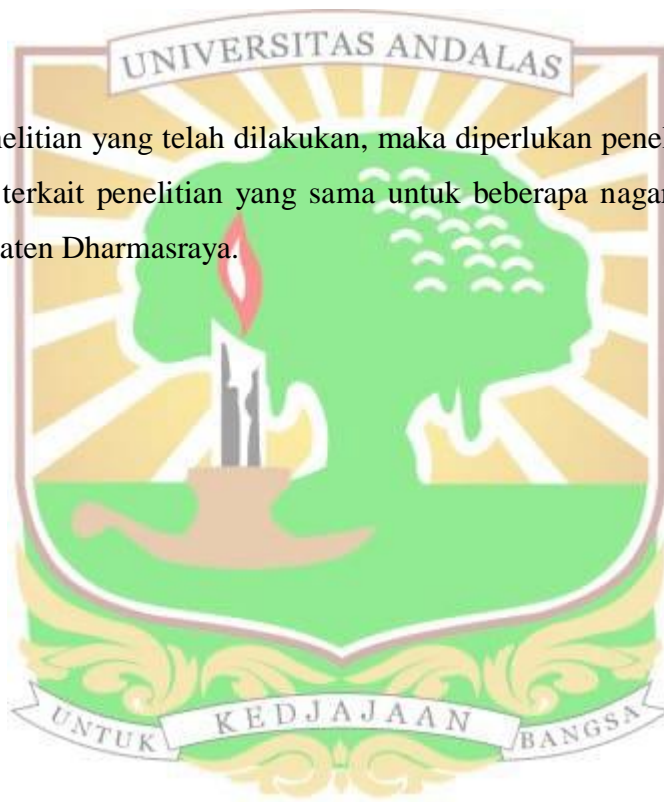 UNIVERSITAS ANDALAS
nelitian yang telah dilakukan, maka diperlukan penel
terkait penelitian yang sama untuk beberapa nagar
aten Dharmasraya.
UNTUK KEDJAJAAN BANGSA